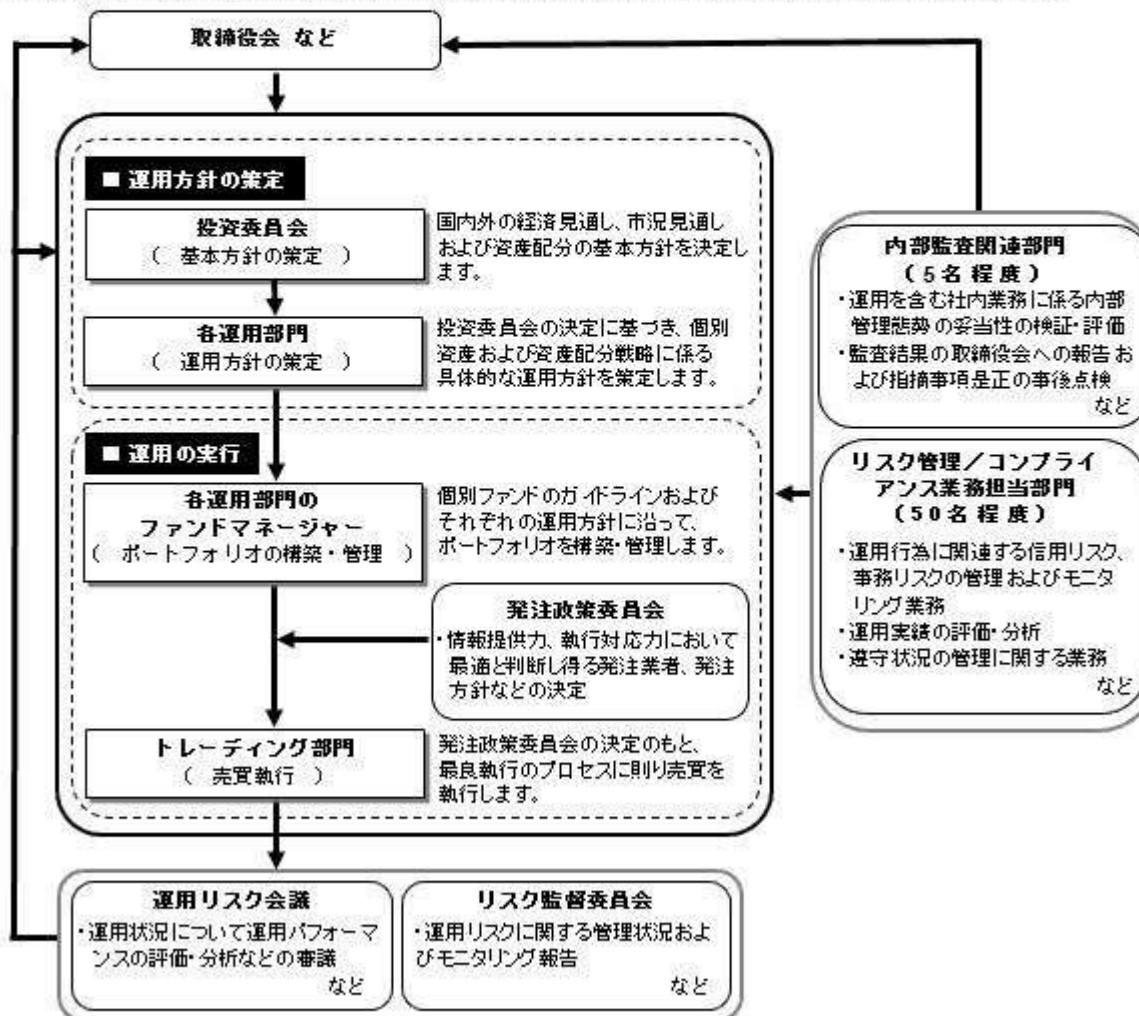 取締役会 など
■ 運用方針の策定
投資委員会
（ 基本方針の策定 ）
国内外の経済見通し、市況見通し
および資産配分の基本方針を決定し
ます。
各運用部門
（ 運用方針の策定 ）
投資委員会の決定に基づき、個別
資産および資産配分戦略に係る
具体的な運用方針を策定します。
■ 運用の実行
各運用部門の
ファンドマネージャー
（ ポートフォリオの構築・管理 ）
個別ファンドのガイドラインおよび
それぞれの運用方針に沿って、
ポートフォリオを構築・管理します。
発注政策委員会
・情報提供力、執行対応力において
最適と判断し得る発注業者、発注
方針などの決定
トレーディング部門
（ 売買執行 ）
発注政策委員会の決定のもと、
最良執行のプロセスに則り売買を
執行します。
内部監査関連部門
（5名程度）
・運用を含む社内業務に係る内部
管理態勢の妥当性の検証・評価
・監査結果の取締役会への報告お
よび指摘事項是正の事後点検
など
リスク管理／コンプライ
アンス業務担当部門
（50名程度）
・運用行為に関連する信用リスク、
事務リスクの管理およびモニタ
リング業務
・運用実績の評価・分析
・遵守状況の管理に関する業務
など
運用リスク会議
・運用状況について運用パフォーマ
ンスの評価・分析などの審議
など
リスク監督委員会
・運用リスクに関する管理状況およ
びモニタリング報告
など